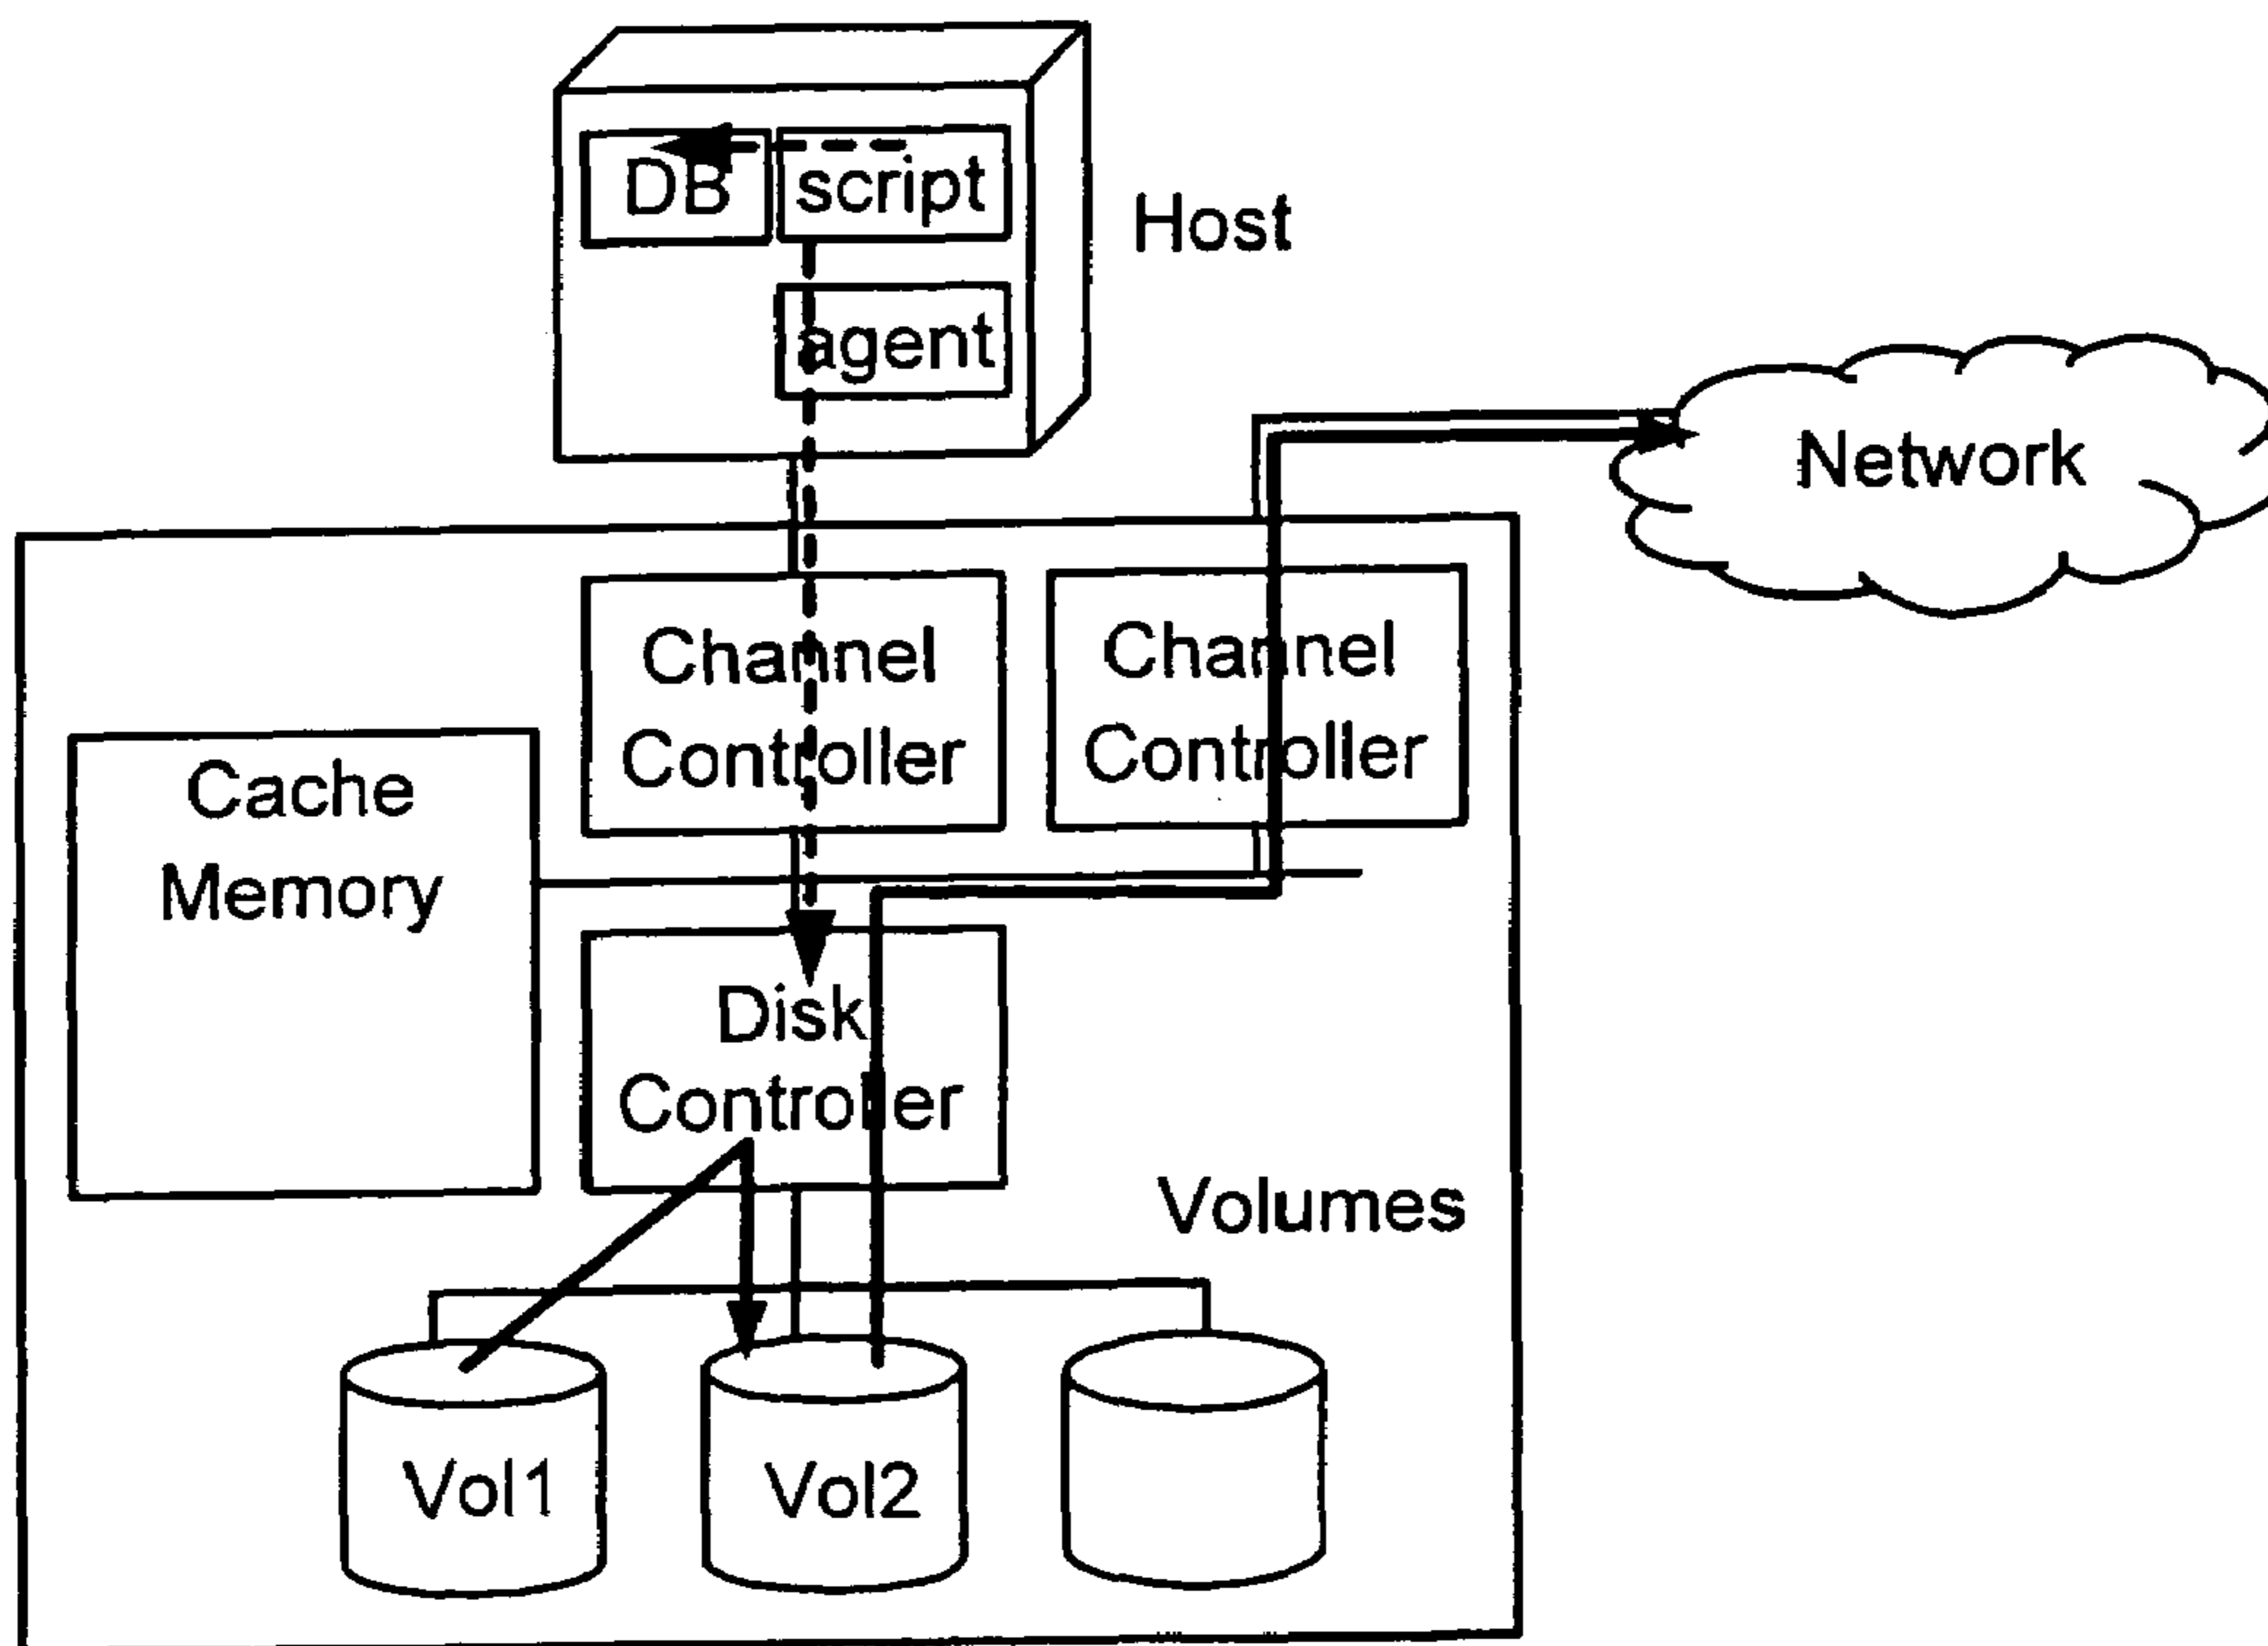 DB
script
Host
agent
Network
Channel
Controller
Channel
Controller
Cache
Memory
Disk
Controller
Volumes
Vol1
Vol2